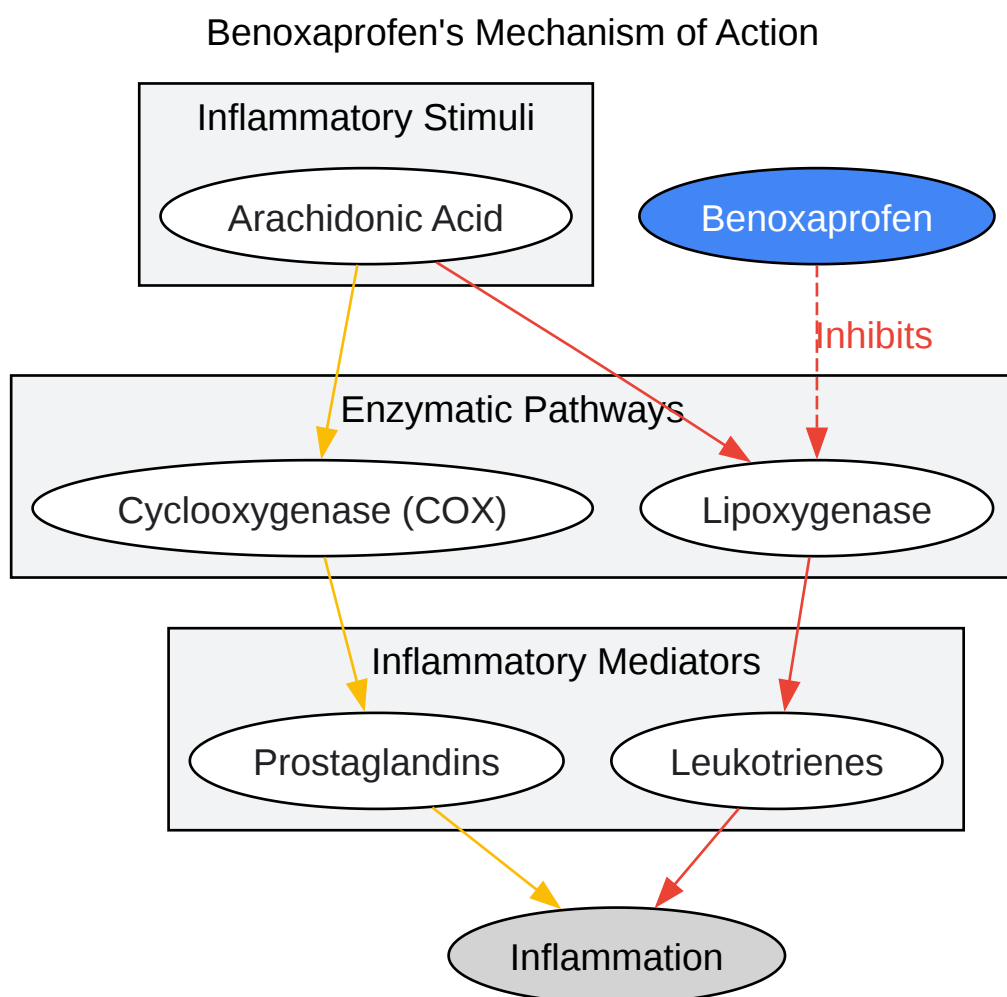 Benoxaprofen's Mechanism of Action
Inflammatory Stimuli
Arachidonic Acid
Benoxaprofen
Inhibits
Enzymatic Pathways
Cyclooxygenase (COX)
Lipoxygenase
Inflammatory Mediators
Prostaglandins
Leukotrienes
Inflammation